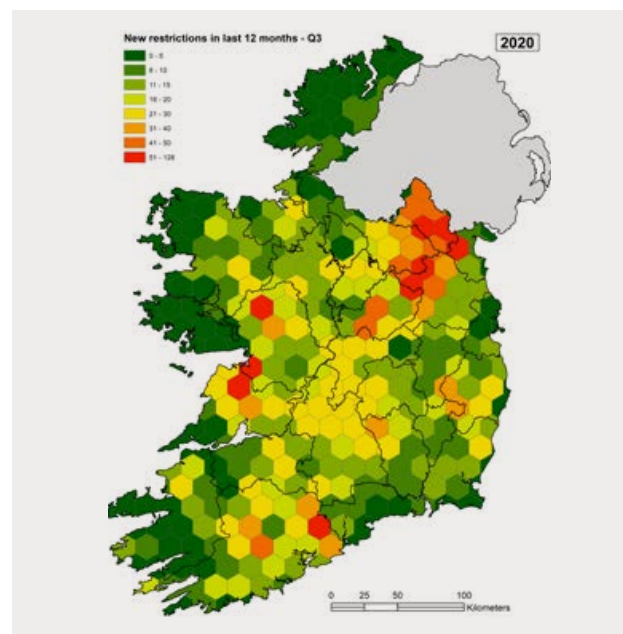 New restrictions in last 12 months - Q3
2020
0 - 5
6 - 10
11 - 15
16 - 20
21 - 30
31 - 40
41 - 50
51 - 128
0 25 50 100
Kilometers